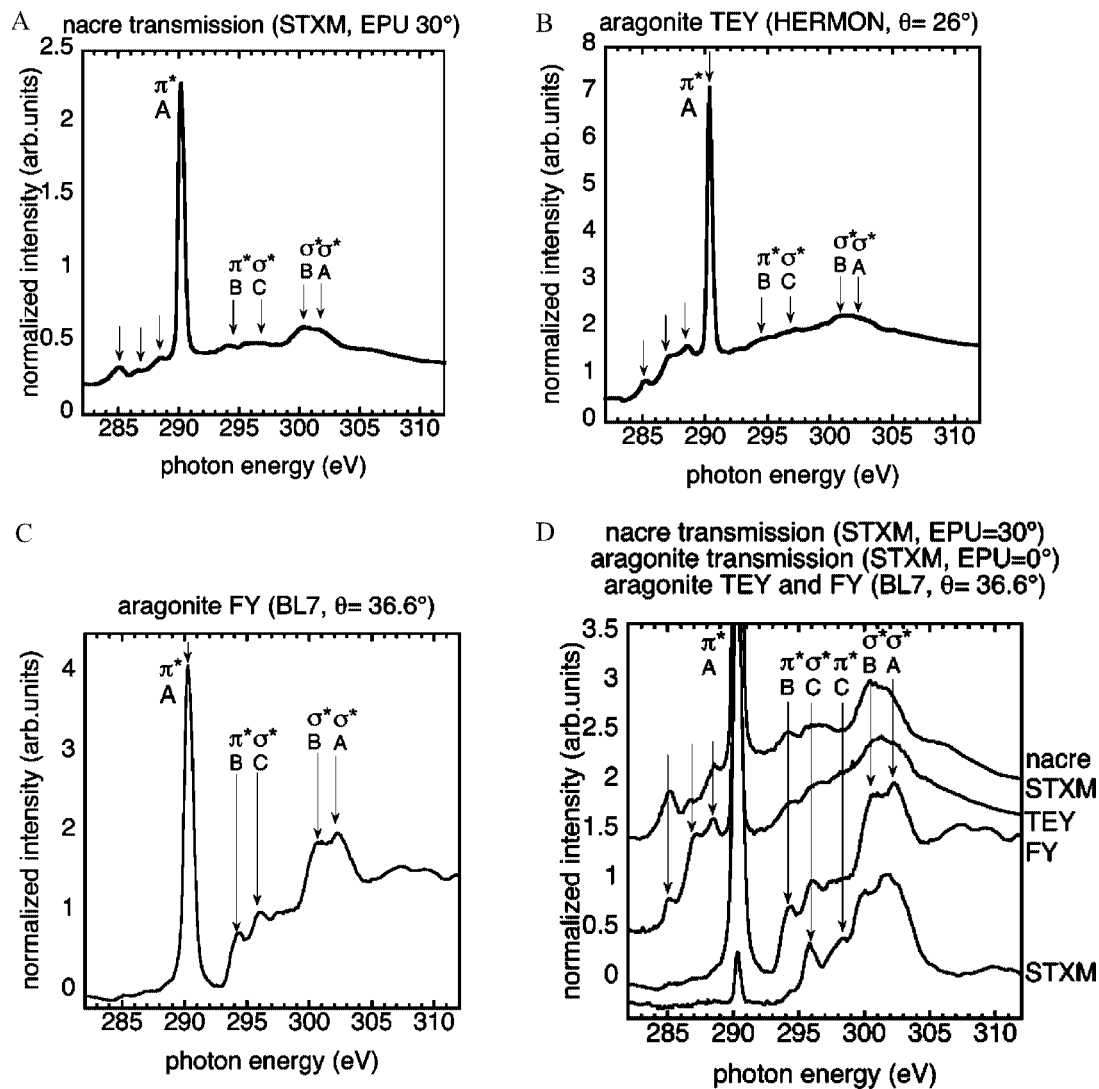 A
nacre transmission (STXM, EPU 30°)
normalized intensity (arb.units)
2.5
2
1.5
1
0.5
0
π*
A
π* σ*
B C
σ* σ*
B A
285 290 295 300 305 310
photon energy (eV)
B
aragonite TEY (HERMON, θ= 26°)
normalized intensity (arb.units)
8
7
6
5
4
3
2
1
0
π*
A
π* σ*
B C
σ* σ*
B A
285 290 295 300 305 310
photon energy (eV)
C
aragonite FY (BL7, θ= 36.6°)
normalized intensity (arb.units)
4
3
2
1
0
π*
A
π* σ*
B C
σ* σ*
B A
285 290 295 300 305 310
photon energy (eV)
D
nacre transmission (STXM, EPU=30°)
aragonite transmission (STXM, EPU=0°)
aragonite TEY and FY (BL7, θ= 36.6°)
normalized intensity (arb.units)
3.5
3
2.5
2
1.5
1
0.5
0
π*
A
π* σ* π*
B C C
σ* σ*
B A
nacre
STXM
TEY
FY
STXM
285 290 295 300 305 310
photon energy (eV)